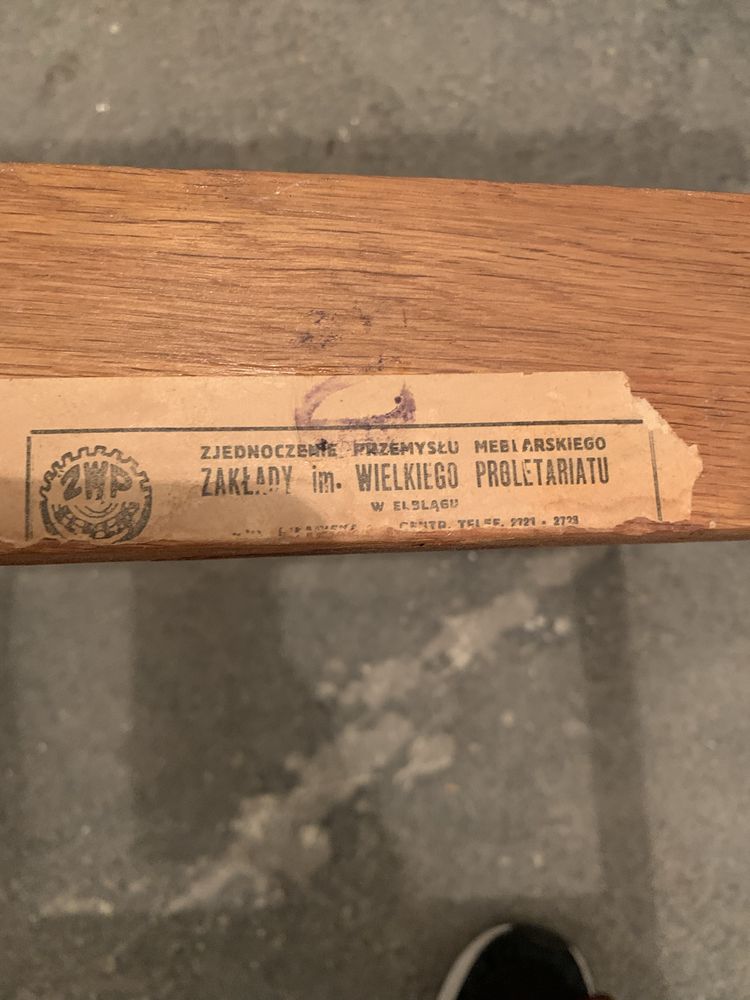 ZWP
ZJEDNOCZENIE PRZEMYSŁU MEBLARSKIEGO
ZAKŁADY im. WIELKIEGO PROLETARIATU
W ELBLĄGU
CENTR. TELEF. 2721 - 2723